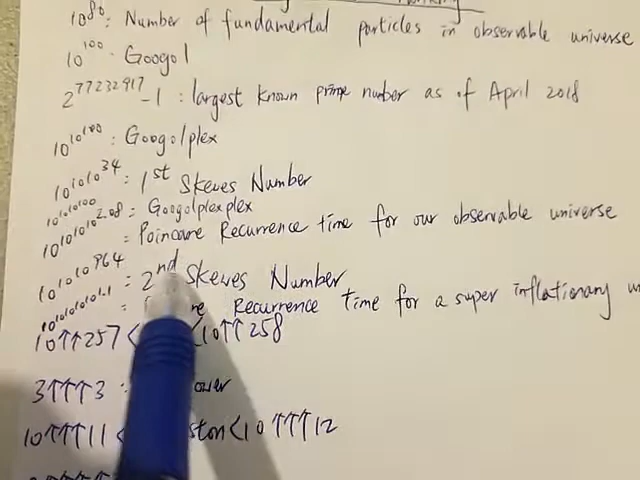 10^80: Number of fundamental particles in observable universe
10^100: Googol
2^77232917-1: largest known prime number as of April 2018
10^10^100: Googolplex
10^10^10^34: 1st Skewes Number
10^10^10^100= Googolplexplex
10^10^10^10^2.08= Poincare Recurrence time for our observable universe
10^10^10^964: 2nd Skewes Number
10^10^10^10^10^1.1: Recurrence time for a super inflationary
10↑↑257< <10↑↑258
3↑↑↑3:
10↑↑↑11< <10↑↑↑12